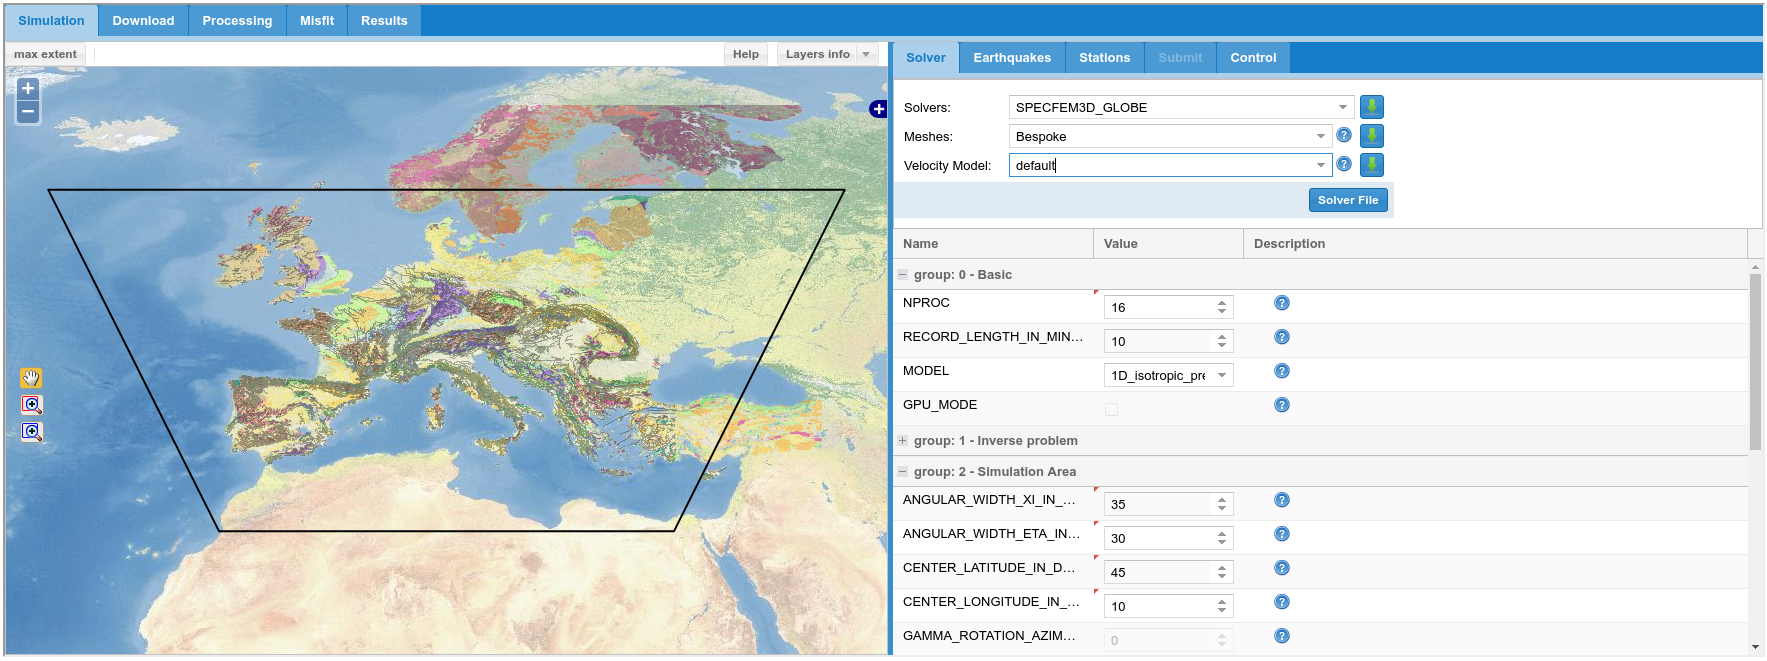 Simulation Download Processing Misfit Results
max extent Help Layers info
Solver Earthquakes Stations Submit Control
Solvers: SPECFEM3D_GLOBE
Meshes: Bespoke
Velocity Model: default
Solver File
Name Value Description
group: 0 - Basic
NPROC 16
RECORD_LENGTH_IN_MIN... 10
MODEL 1D_isotropic_pre
GPU_MODE
group: 1 - Inverse problem
group: 2 - Simulation Area
ANGULAR_WIDTH_XI_IN_... 35
ANGULAR_WIDTH_ETA_IN... 30
CENTER_LATITUDE_IN_D... 45
CENTER_LONGITUDE_IN_... 10
GAMMA_ROTATION_AZIM... 0